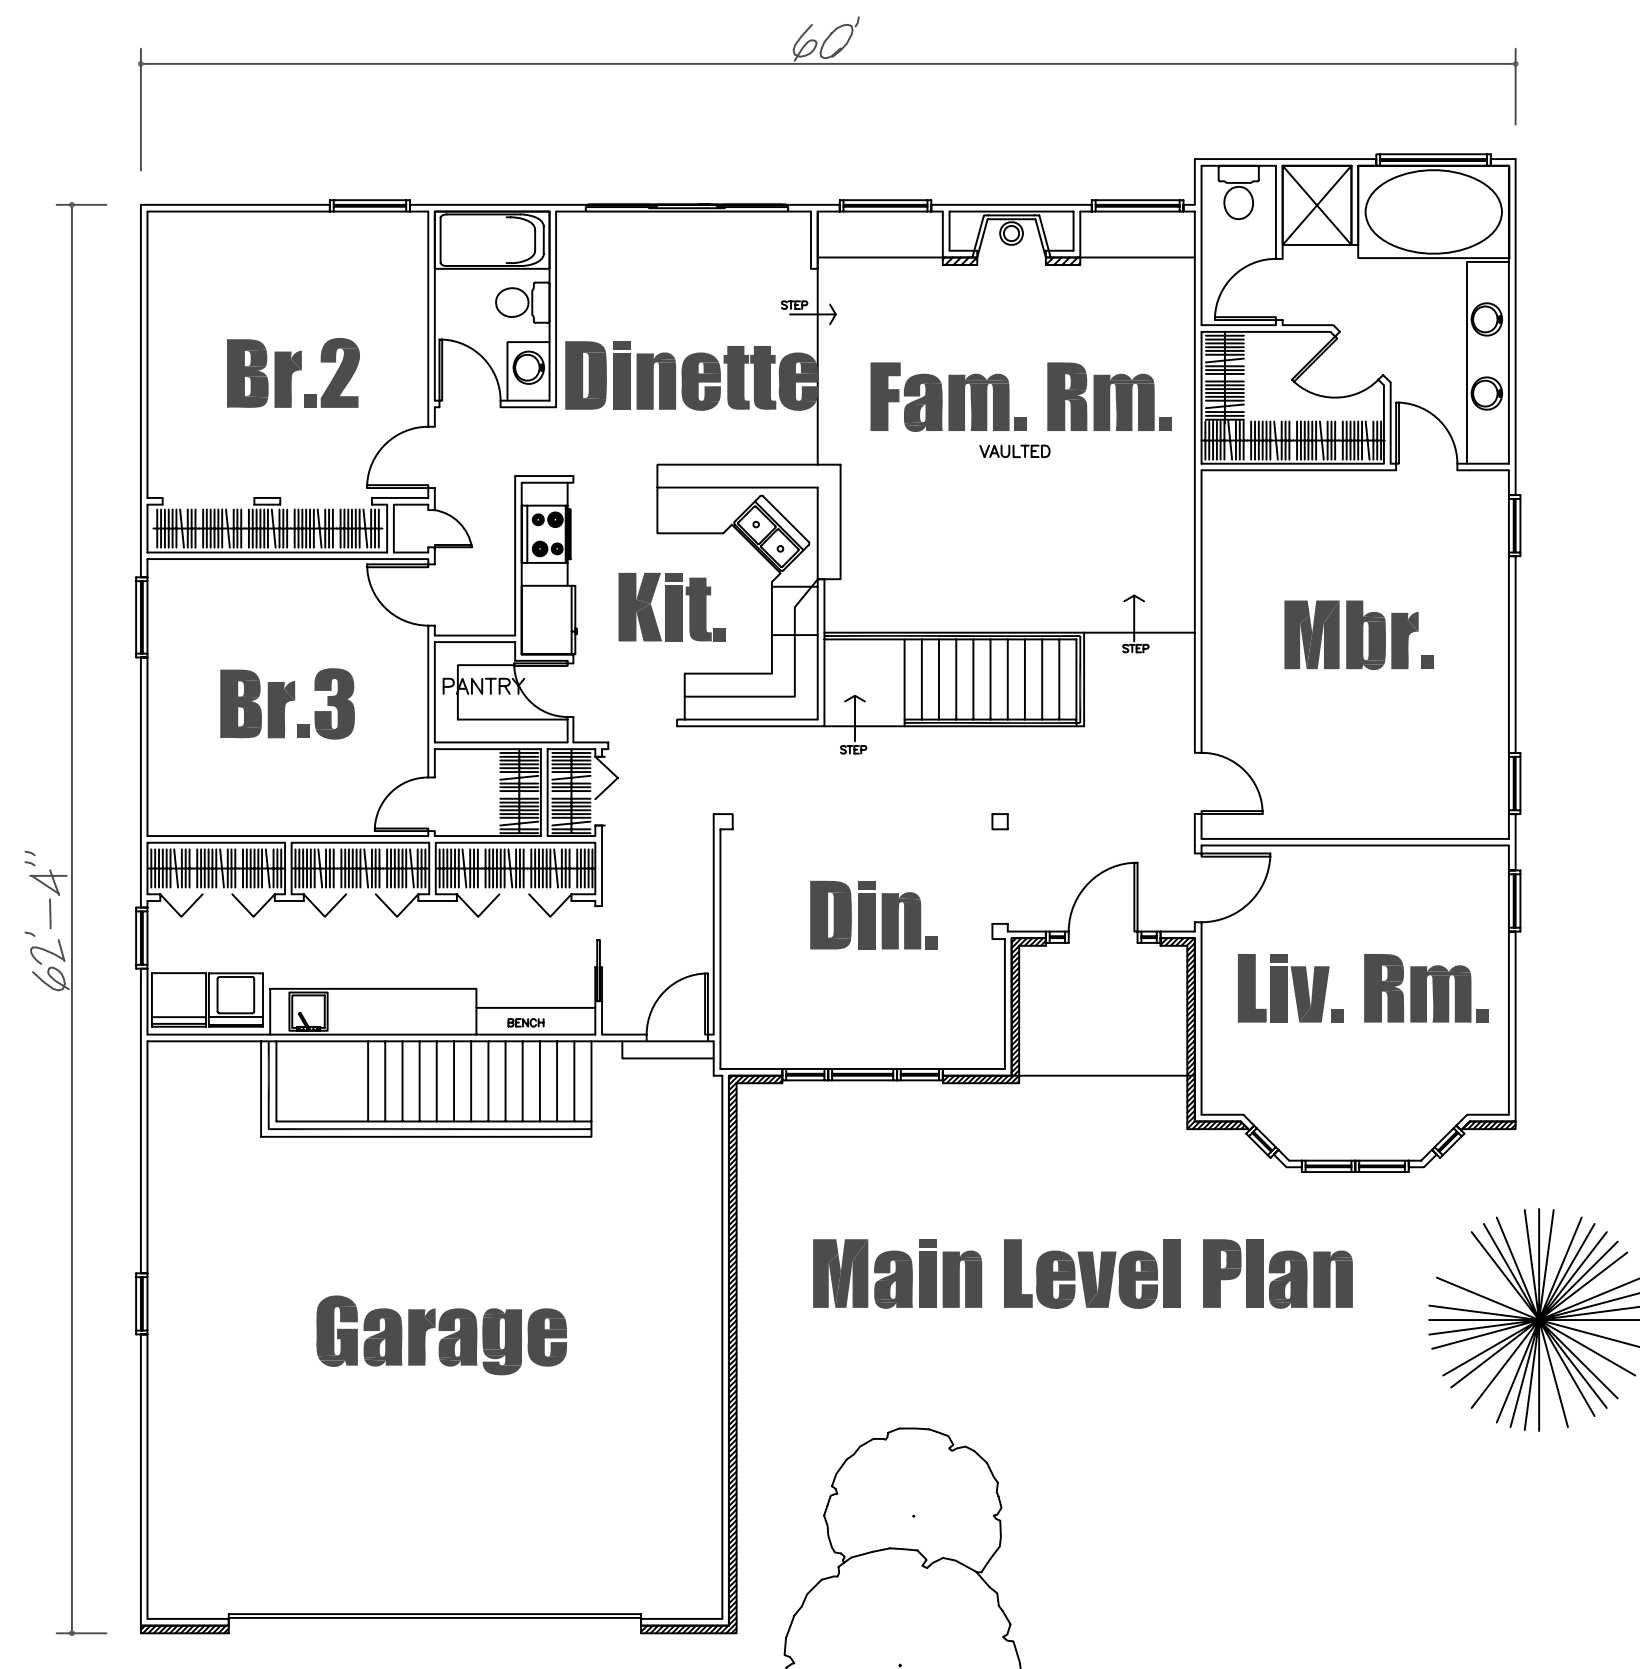 60'
STEP
Br.2
Dinette
Fam. Rm.
VAULTED
Kit.
Mbr.
STEP
Br.3
PANTRY
STEP
62'-4"
Din.
Liv. Rm.
BENCH
Main Level Plan
Garage